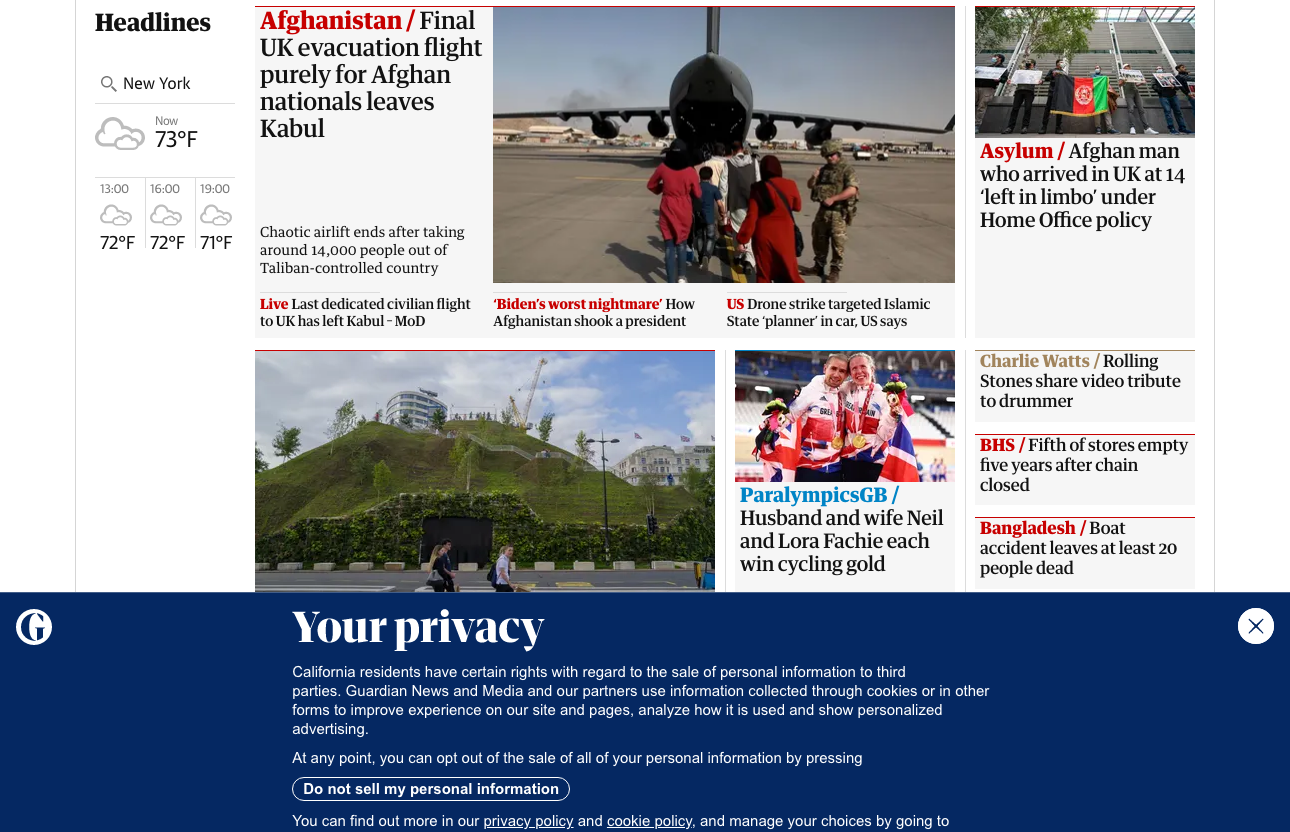 Headlines
New York
Now
73°F
13:00
16:00
19:00
72°F
72°F
71°F
Afghanistan / Final
UK evacuation flight
purely for Afghan
nationals leaves
Kabul
Chaotic airlift ends after taking
around 14,000 people out of
Taliban-controlled country
Live Last dedicated civilian flight
to UK has left Kabul – MoD
‘Biden’s worst nightmare’ How
Afghanistan shook a president
US Drone strike targeted Islamic
State ‘planner’ in car, US says
Asylum / Afghan man
who arrived in UK at 14
‘left in limbo’ under
Home Office policy
ParalympicsGB /
Husband and wife Neil
and Lora Fachie each
win cycling gold
Charlie Watts / Rolling
Stones share video tribute
to drummer
BHS / Fifth of stores empty
five years after chain
closed
Bangladesh / Boat
accident leaves at least 20
people dead
G
Your privacy
California residents have certain rights with regard to the sale of personal information to third
parties. Guardian News and Media and our partners use information collected through cookies or in other
forms to improve experience on our site and pages, analyze how it is used and show personalized
advertising.
At any point, you can opt out of the sale of all of your personal information by pressing
Do not sell my personal information
You can find out more in our privacy policy and cookie policy, and manage your choices by going to